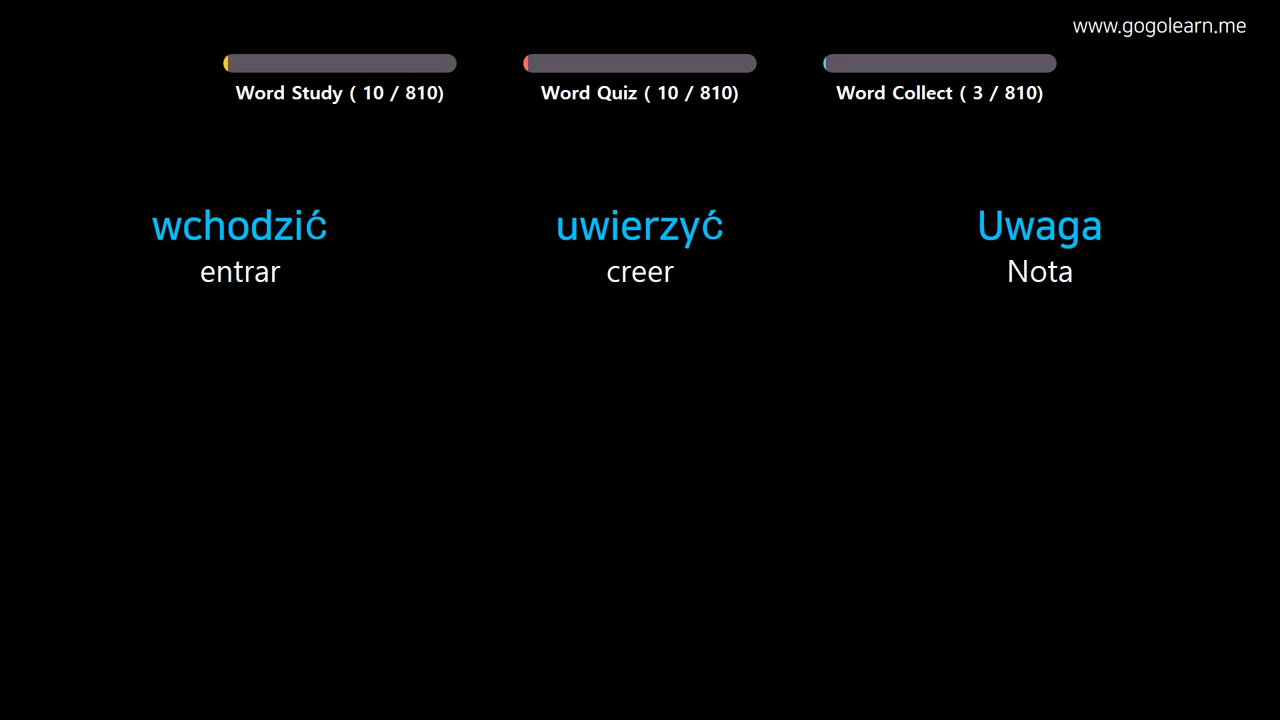 www.gogolearn.me
Word Study ( 10 / 810)
Word Quiz ( 10 / 810)
Word Collect ( 3 / 810)
wchodzić
entrar
uwierzyć
creer
Uwaga
Nota